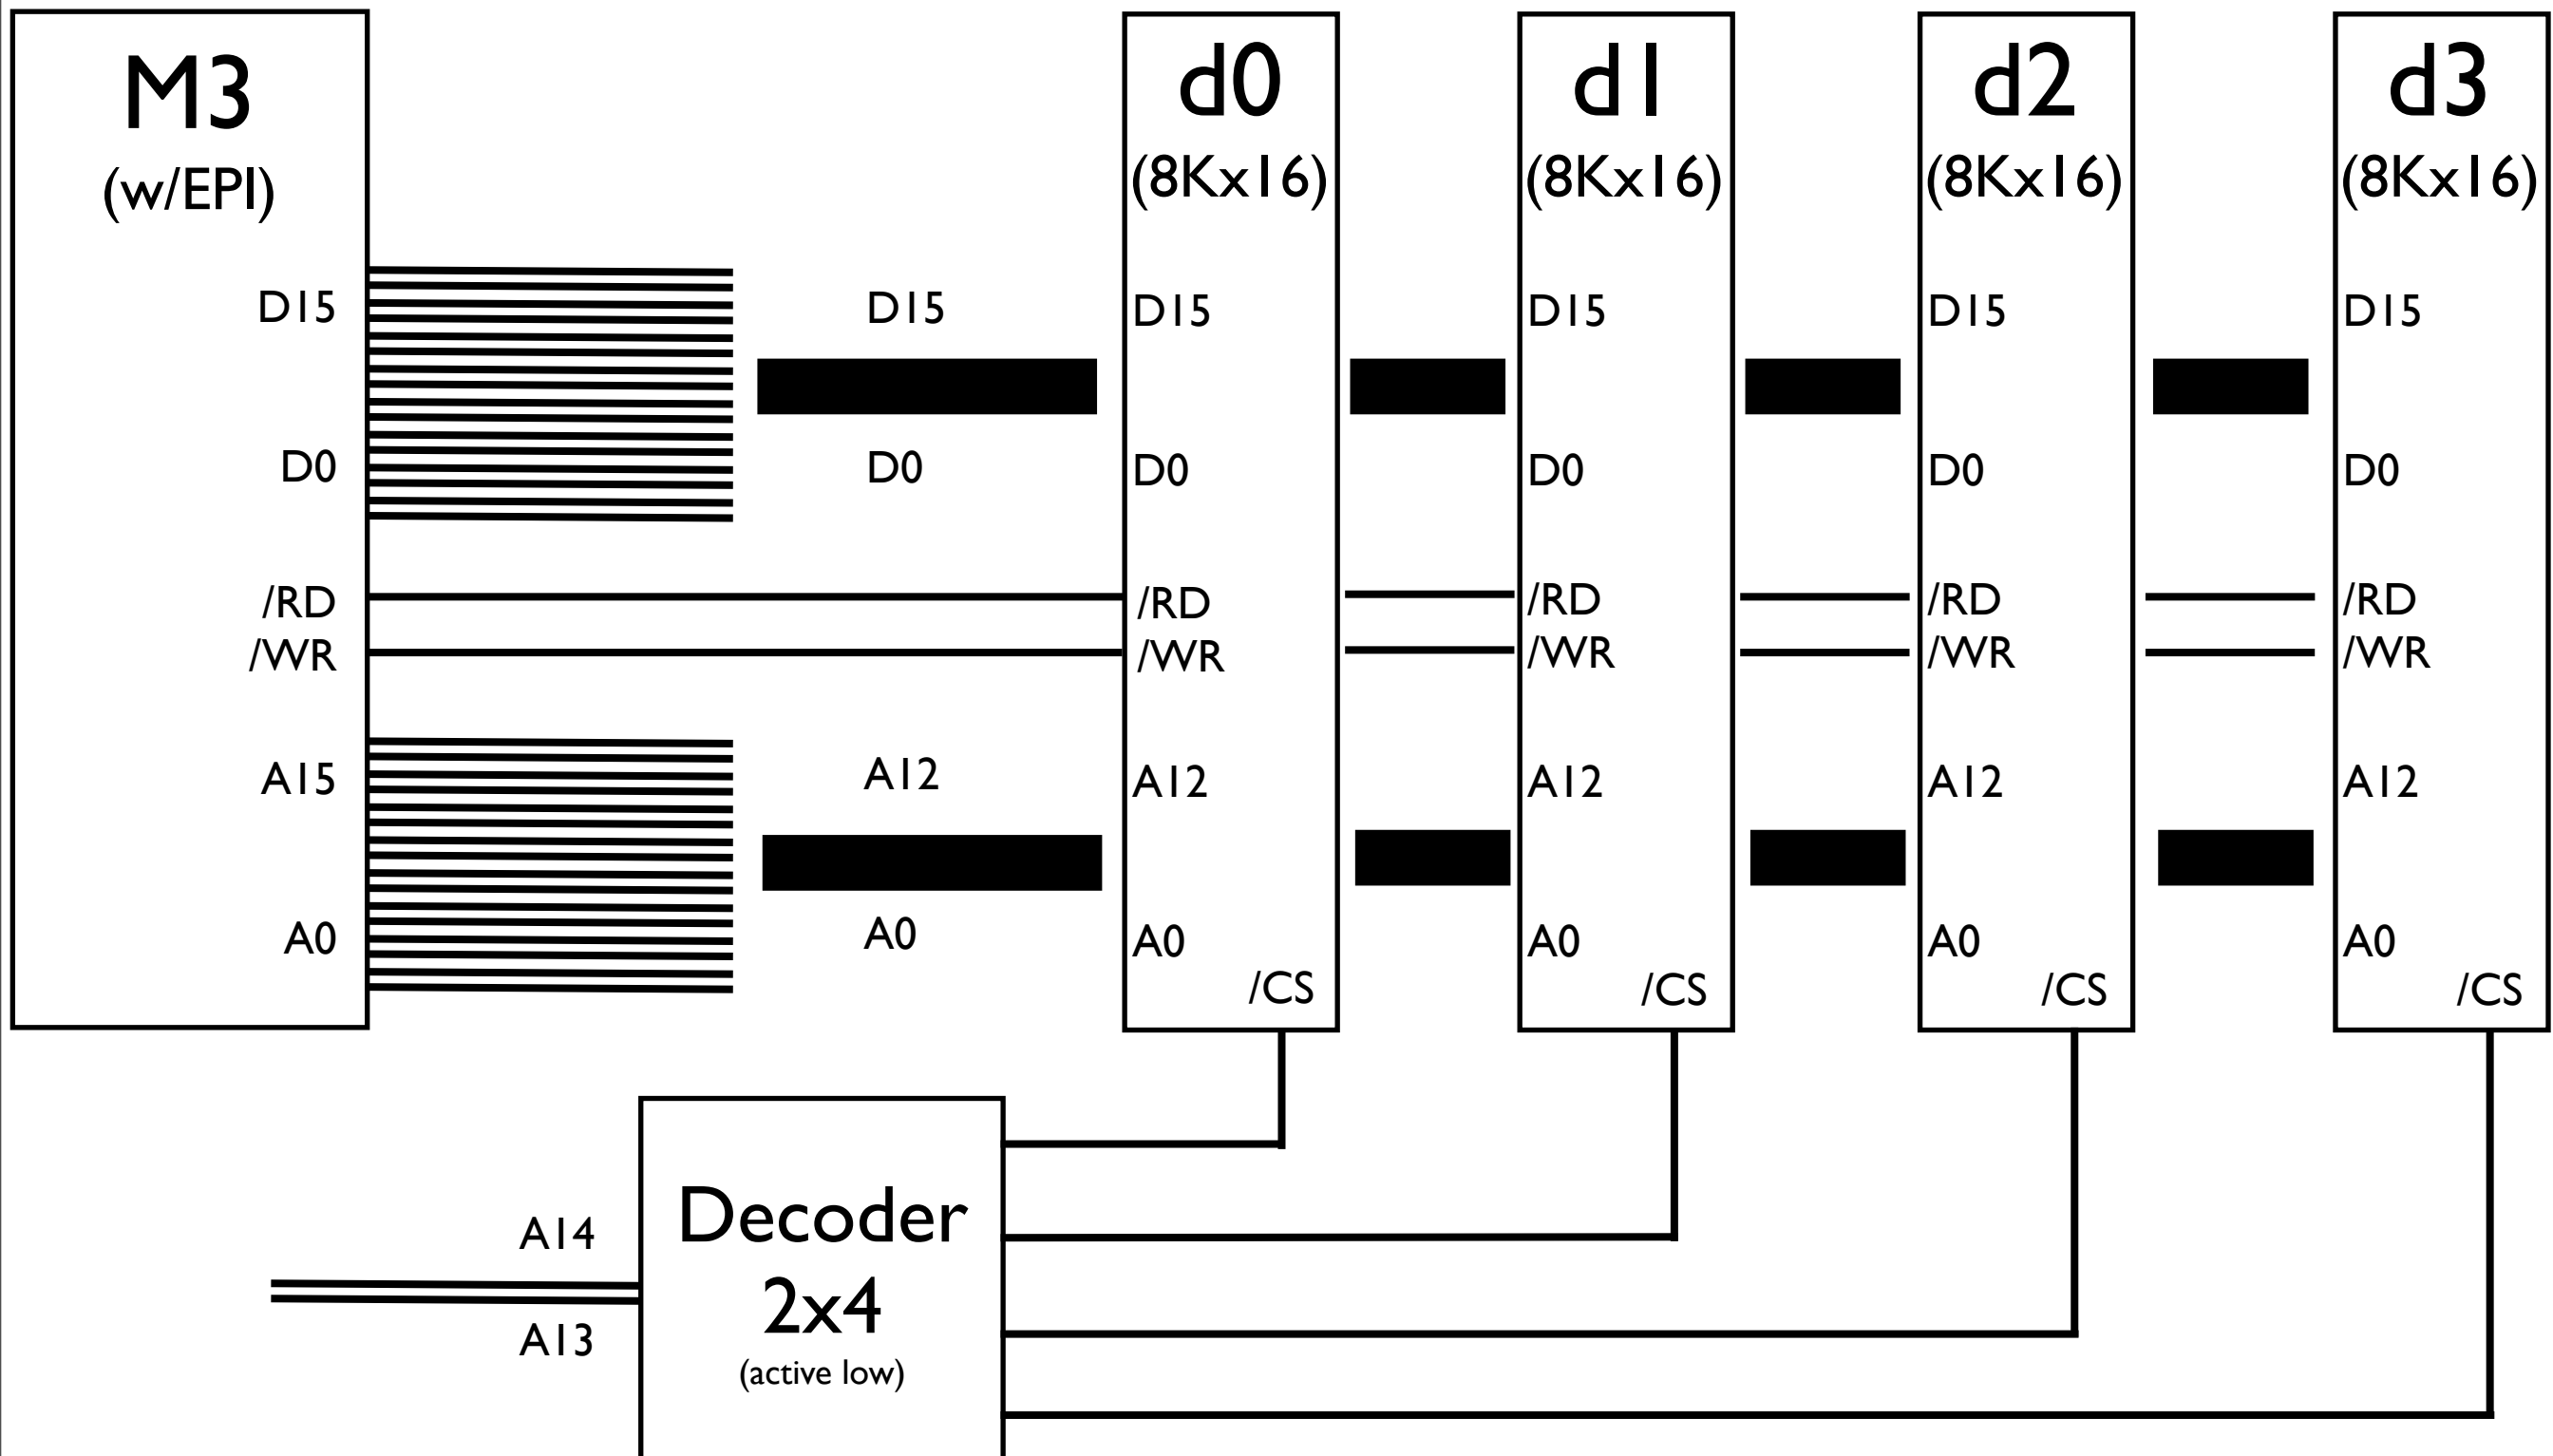 M3
(w/EPI)
D15
D0
/RD
/WR
A15
A0
D15
D0
A12
A0
d0
(8Kx16)
D15
D0
/RD
/WR
A12
A0
/CS
d1
(8Kx16)
D15
D0
/RD
/WR
A12
A0
/CS
d2
(8Kx16)
D15
D0
/RD
/WR
A12
A0
/CS
d3
(8Kx16)
D15
D0
/RD
/WR
A12
A0
/CS
A14
A13
Decoder
2x4
(active low)